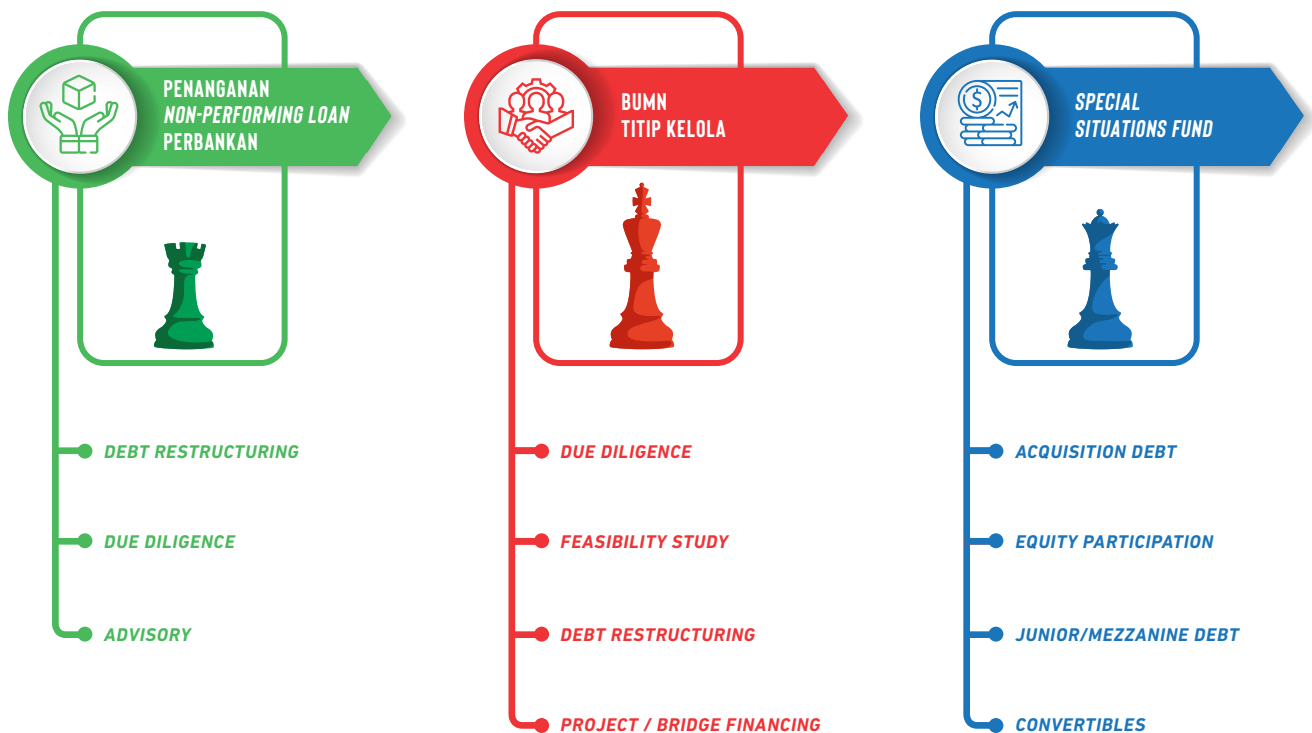 PENANGANAN
NON-PERFORMING LOAN
PERBANKAN
DEBT RESTRUCTURING
DUE DILIGENCE
ADVISORY
BUMN
TITIP KELOLA
DUE DILIGENCE
FEASIBILITY STUDY
DEBT RESTRUCTURING
PROJECT / BRIDGE FINANCING
SPECIAL
SITUATIONS FUND
ACQUISITION DEBT
EQUITY PARTICIPATION
JUNIOR/MEZZANINE DEBT
CONVERTIBLES